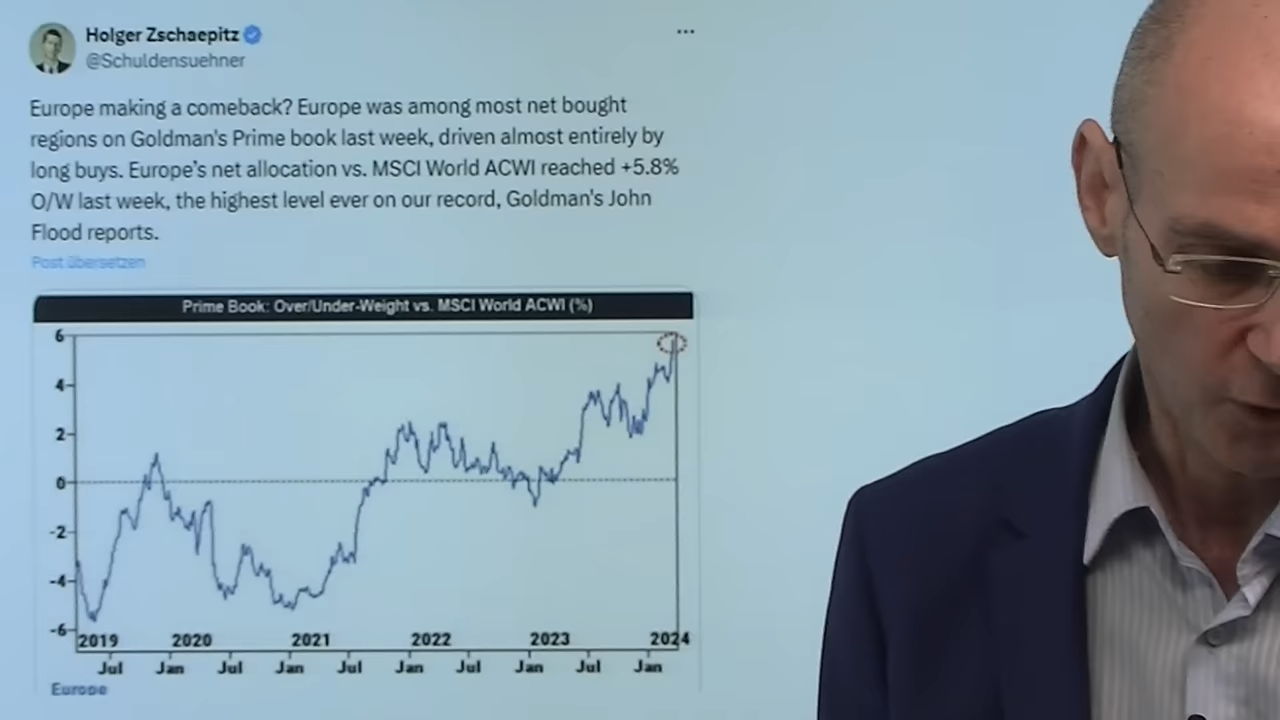 Holger Zschaepitz
@Schuldensuehner
...
Europe making a comeback? Europe was among most net bought
regions on Goldman's Prime book last week, driven almost entirely by
long buys. Europe's net allocation vs. MSCI World ACWI reached +5.8%
O/W last week, the highest level ever on our record, Goldman's John
Flood reports.
Post übersetzen
Prime Book: Over/Under-Weight vs. MSCI World ACWI (%)
6
4
2
0
-2
-4
-6
2019 2020 2021 2022 2023 2024
Jul Jan Jul Jan Jul Jan Jul Jan Jul Jan
Europe